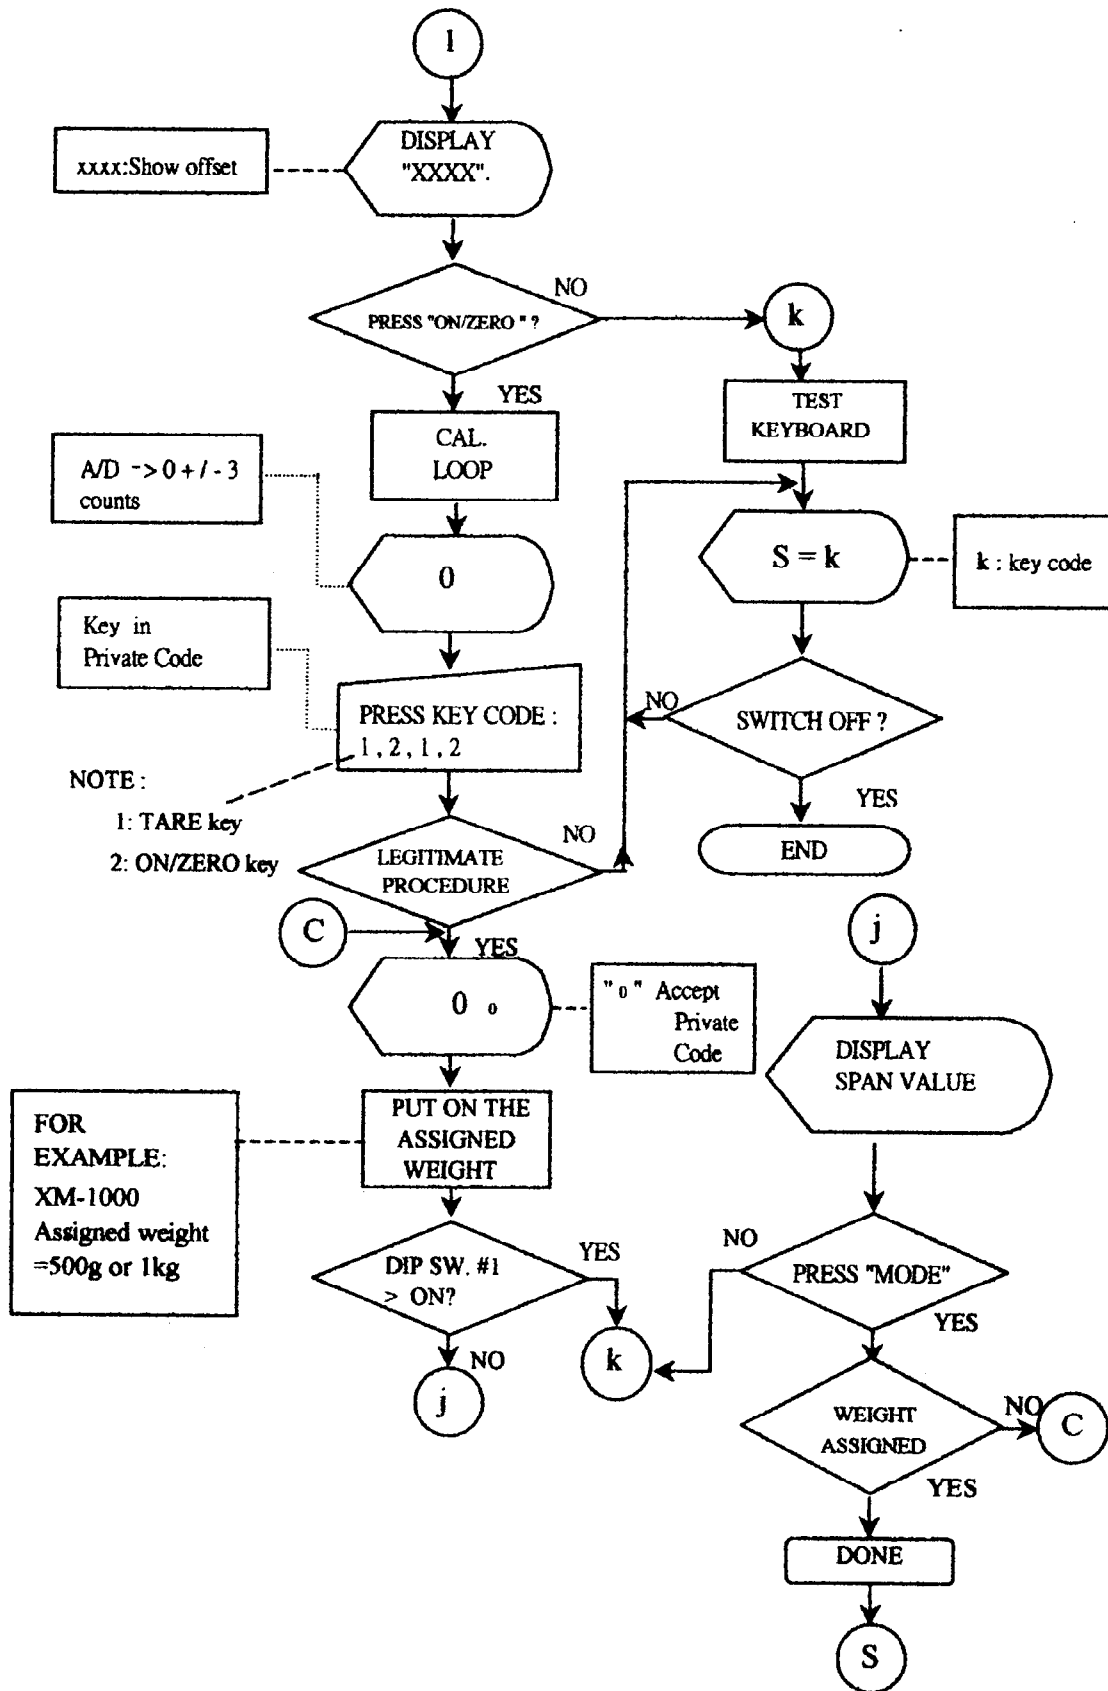 1
DISPLAY
"XXXX".
xxxx:Show offset
PRESS "ON/ZERO " ?
NO
k
YES
TEST
KEYBOARD
CAL.
LOOP
A/D -> 0 + / - 3
counts
0
S = k
k : key code
Key in
Private Code
PRESS KEY CODE :
1 , 2 , 1 , 2
NO
SWITCH OFF ?
NOTE :
1: TARE key
2: ON/ZERO key
YES
END
NO
LEGITIMATE
PROCEDURE
C
YES
j
0 o
" o " Accept
Private
Code
DISPLAY
SPAN VALUE
PUT ON THE
ASSIGNED
WEIGHT
FOR
EXAMPLE:
XM-1000
Assigned weight
=500g or 1kg
DIP SW. #1
> ON?
YES
NO
PRESS "MODE"
YES
k
NO
j
WEIGHT
ASSIGNED
NO
C
YES
DONE
S